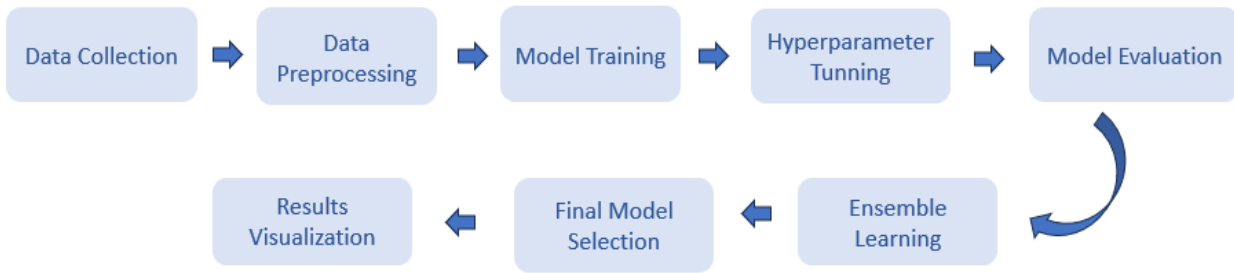 Data Collection
Data
Preprocessing
Model Training
Hyperparameter
Tunning
Model Evaluation
Ensemble
Learning
Final Model
Selection
Results
Visualization